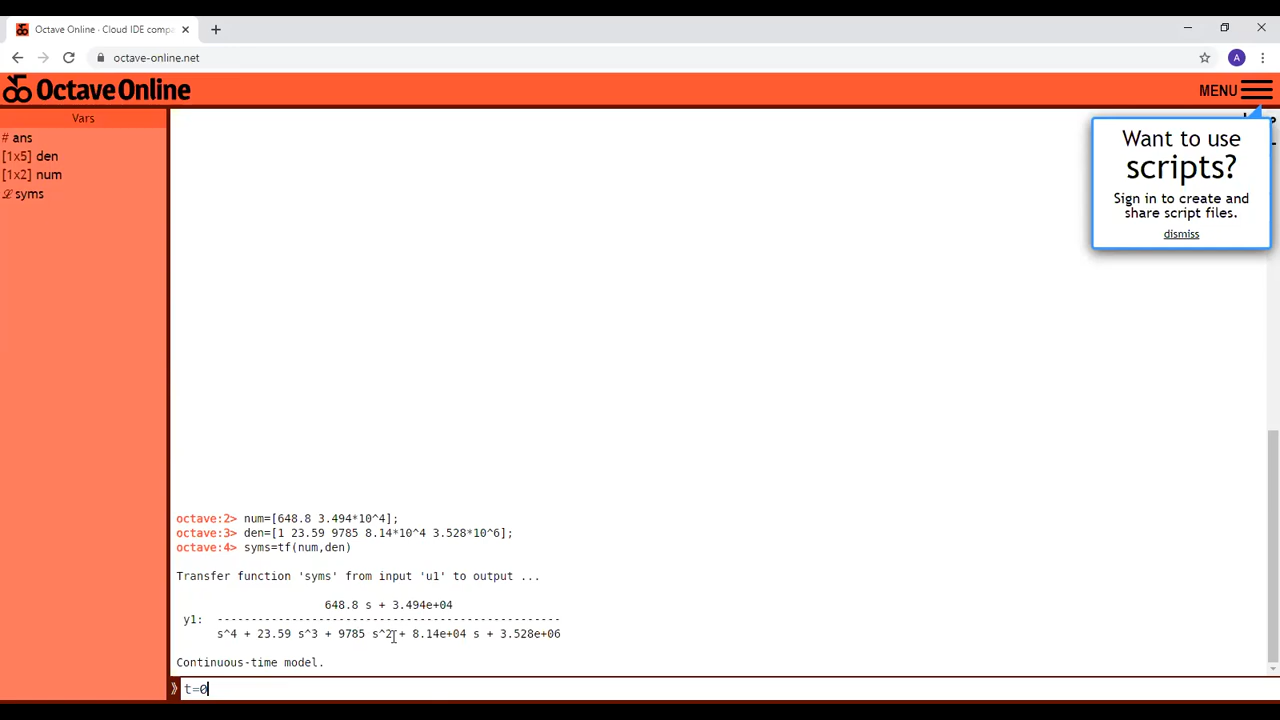 Octave Online · Cloud IDE compa
octave-online.net
A
Octave Online
MENU
Vars
# ans
[1x5] den
[1x2] num
ℒ syms
Want to use
scripts?
Sign in to create and
share script files.
dismiss
octave:2> num=[648.8 3.494*10^4];
octave:3> den=[1 23.59 9785 8.14*10^4 3.528*10^6];
octave:4> syms=tf(num,den)
Transfer function 'syms' from input 'u1' to output ...
648.8 s + 3.494e+04
y1: ---------------------------------------------------
s^4 + 23.59 s^3 + 9785 s^2 + 8.14e+04 s + 3.528e+06
Continuous-time model.
» t=0